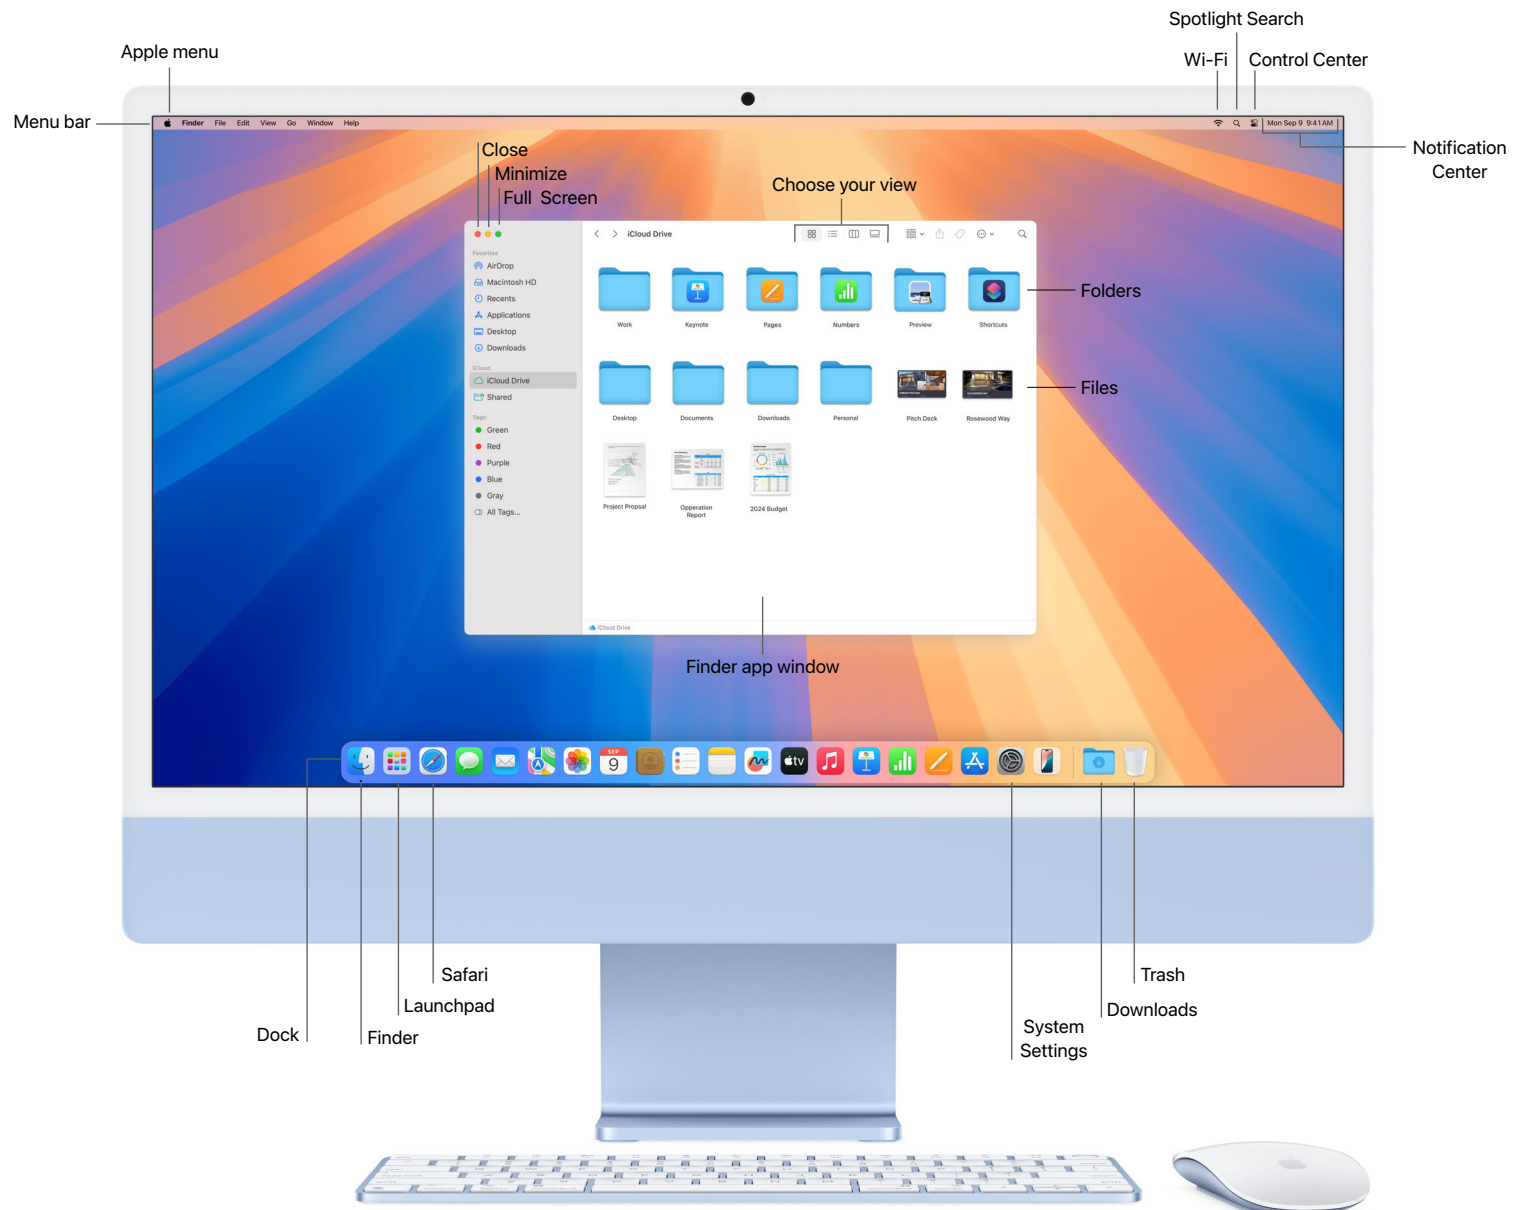 Spotlight Search
Apple menu
Wi-Fi
Control Center
Menu bar
Finder File Edit View Go Window Help
Mon Sep 9 9:41 AM
Notification
Center
Close
Minimize
Full Screen
Choose your view
iCloud Drive
Favorites
AirDrop
Macintosh HD
Recents
Applications
Desktop
Downloads
iCloud
iCloud Drive
Shared
Tags
Green
Red
Purple
Blue
Gray
All Tags...
Work
Keynote
Pages
Numbers
Preview
Shortcuts
Folders
Desktop
Documents
Downloads
Personal
Pitch Deck
Rosewood Way
Files
Project Propsal
Opperation
Report
2024 Budget
iCloud Drive
Finder app window
SEP
9
tv
Safari
Launchpad
Dock
Finder
System
Settings
Downloads
Trash